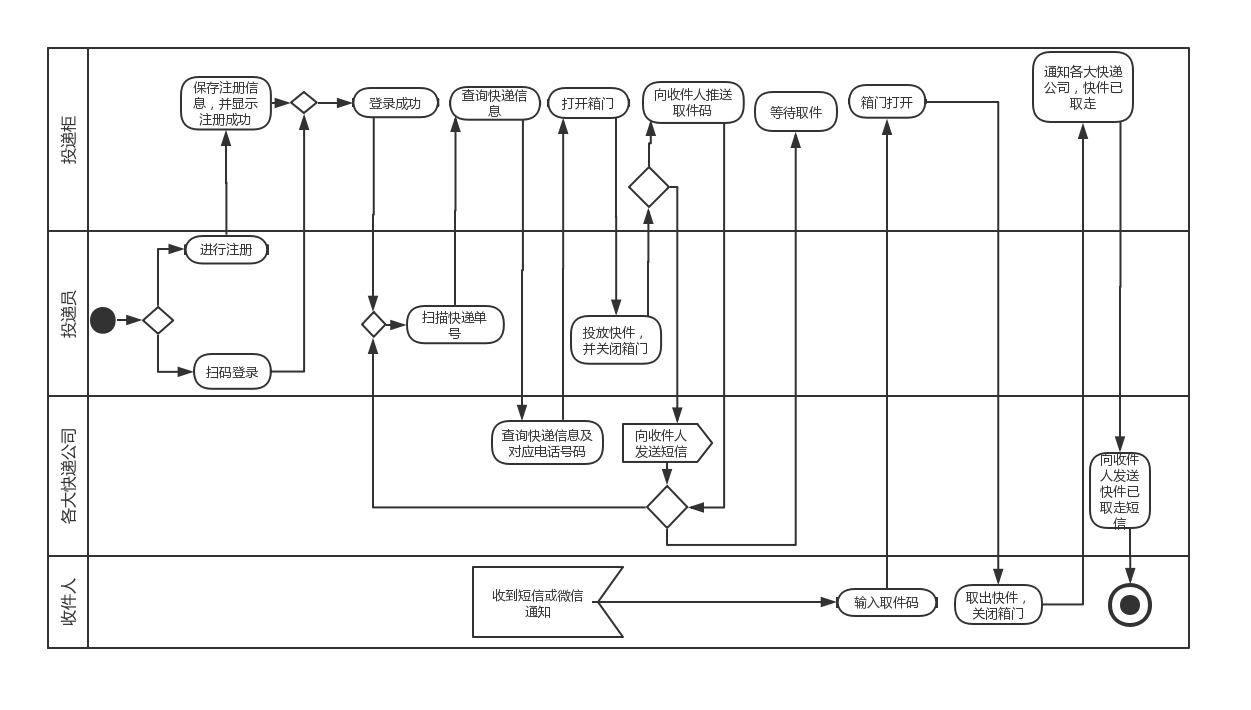 投递柜
保存注册信
息，并显示
注册成功
登录成功
查询快递信
息
打开箱门
向收件人推送
取件码
等待取件
箱门打开
通知各大快递
公司，快件已
取走
投递员
进行注册
扫码登录
扫描快递单
号
投放快件，
并关闭箱门
各大快递公司
查询快递信息及
对应电话号码
向收件人
发送短信
向收件
人发送
快件已
取走短
信
收件人
收到短信或微信
通知
输入取件码
取出快件，
关闭箱门